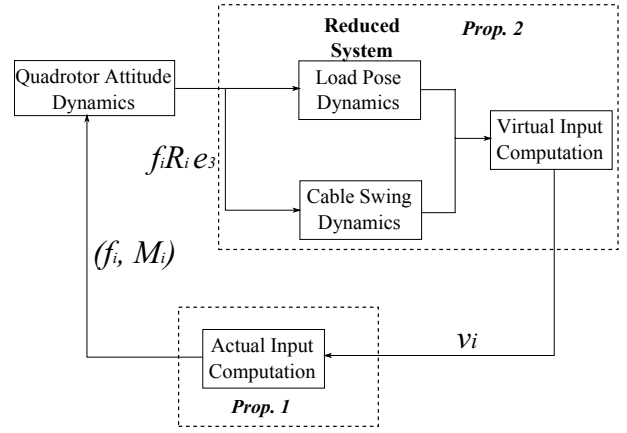 Reduced
System
Prop. 2
Quadrotor Attitude
Dynamics
Load Pose
Dynamics
Virtual Input
Computation
fᵢRᵢ e₃
Cable Swing
Dynamics
(fᵢ, Mᵢ)
Actual Input
Computation
vᵢ
Prop. 1